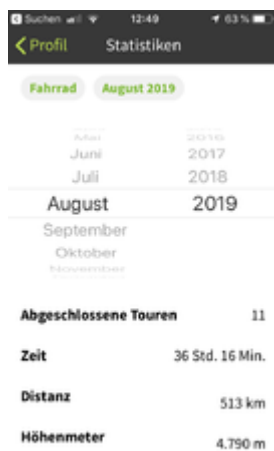 Suchen 12:49 63 %
Profil Statistiken
Fahrrad August 2019
Mai 2016
Juni 2017
Juli 2018
August 2019
September
Oktober
November
Abgeschlossene Touren 11
Zeit 36 Std. 16 Min.
Distanz 513 km
Höhenmeter 4.790 m